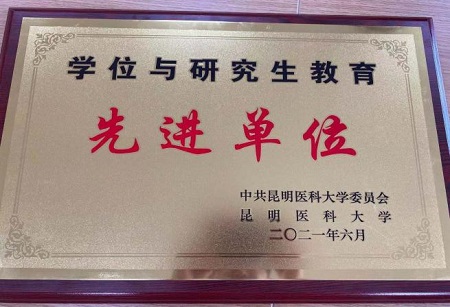 学位与研究生教育
先进单位
中共昆明医科大学委员会
昆明医科大学
二〇二一年六月